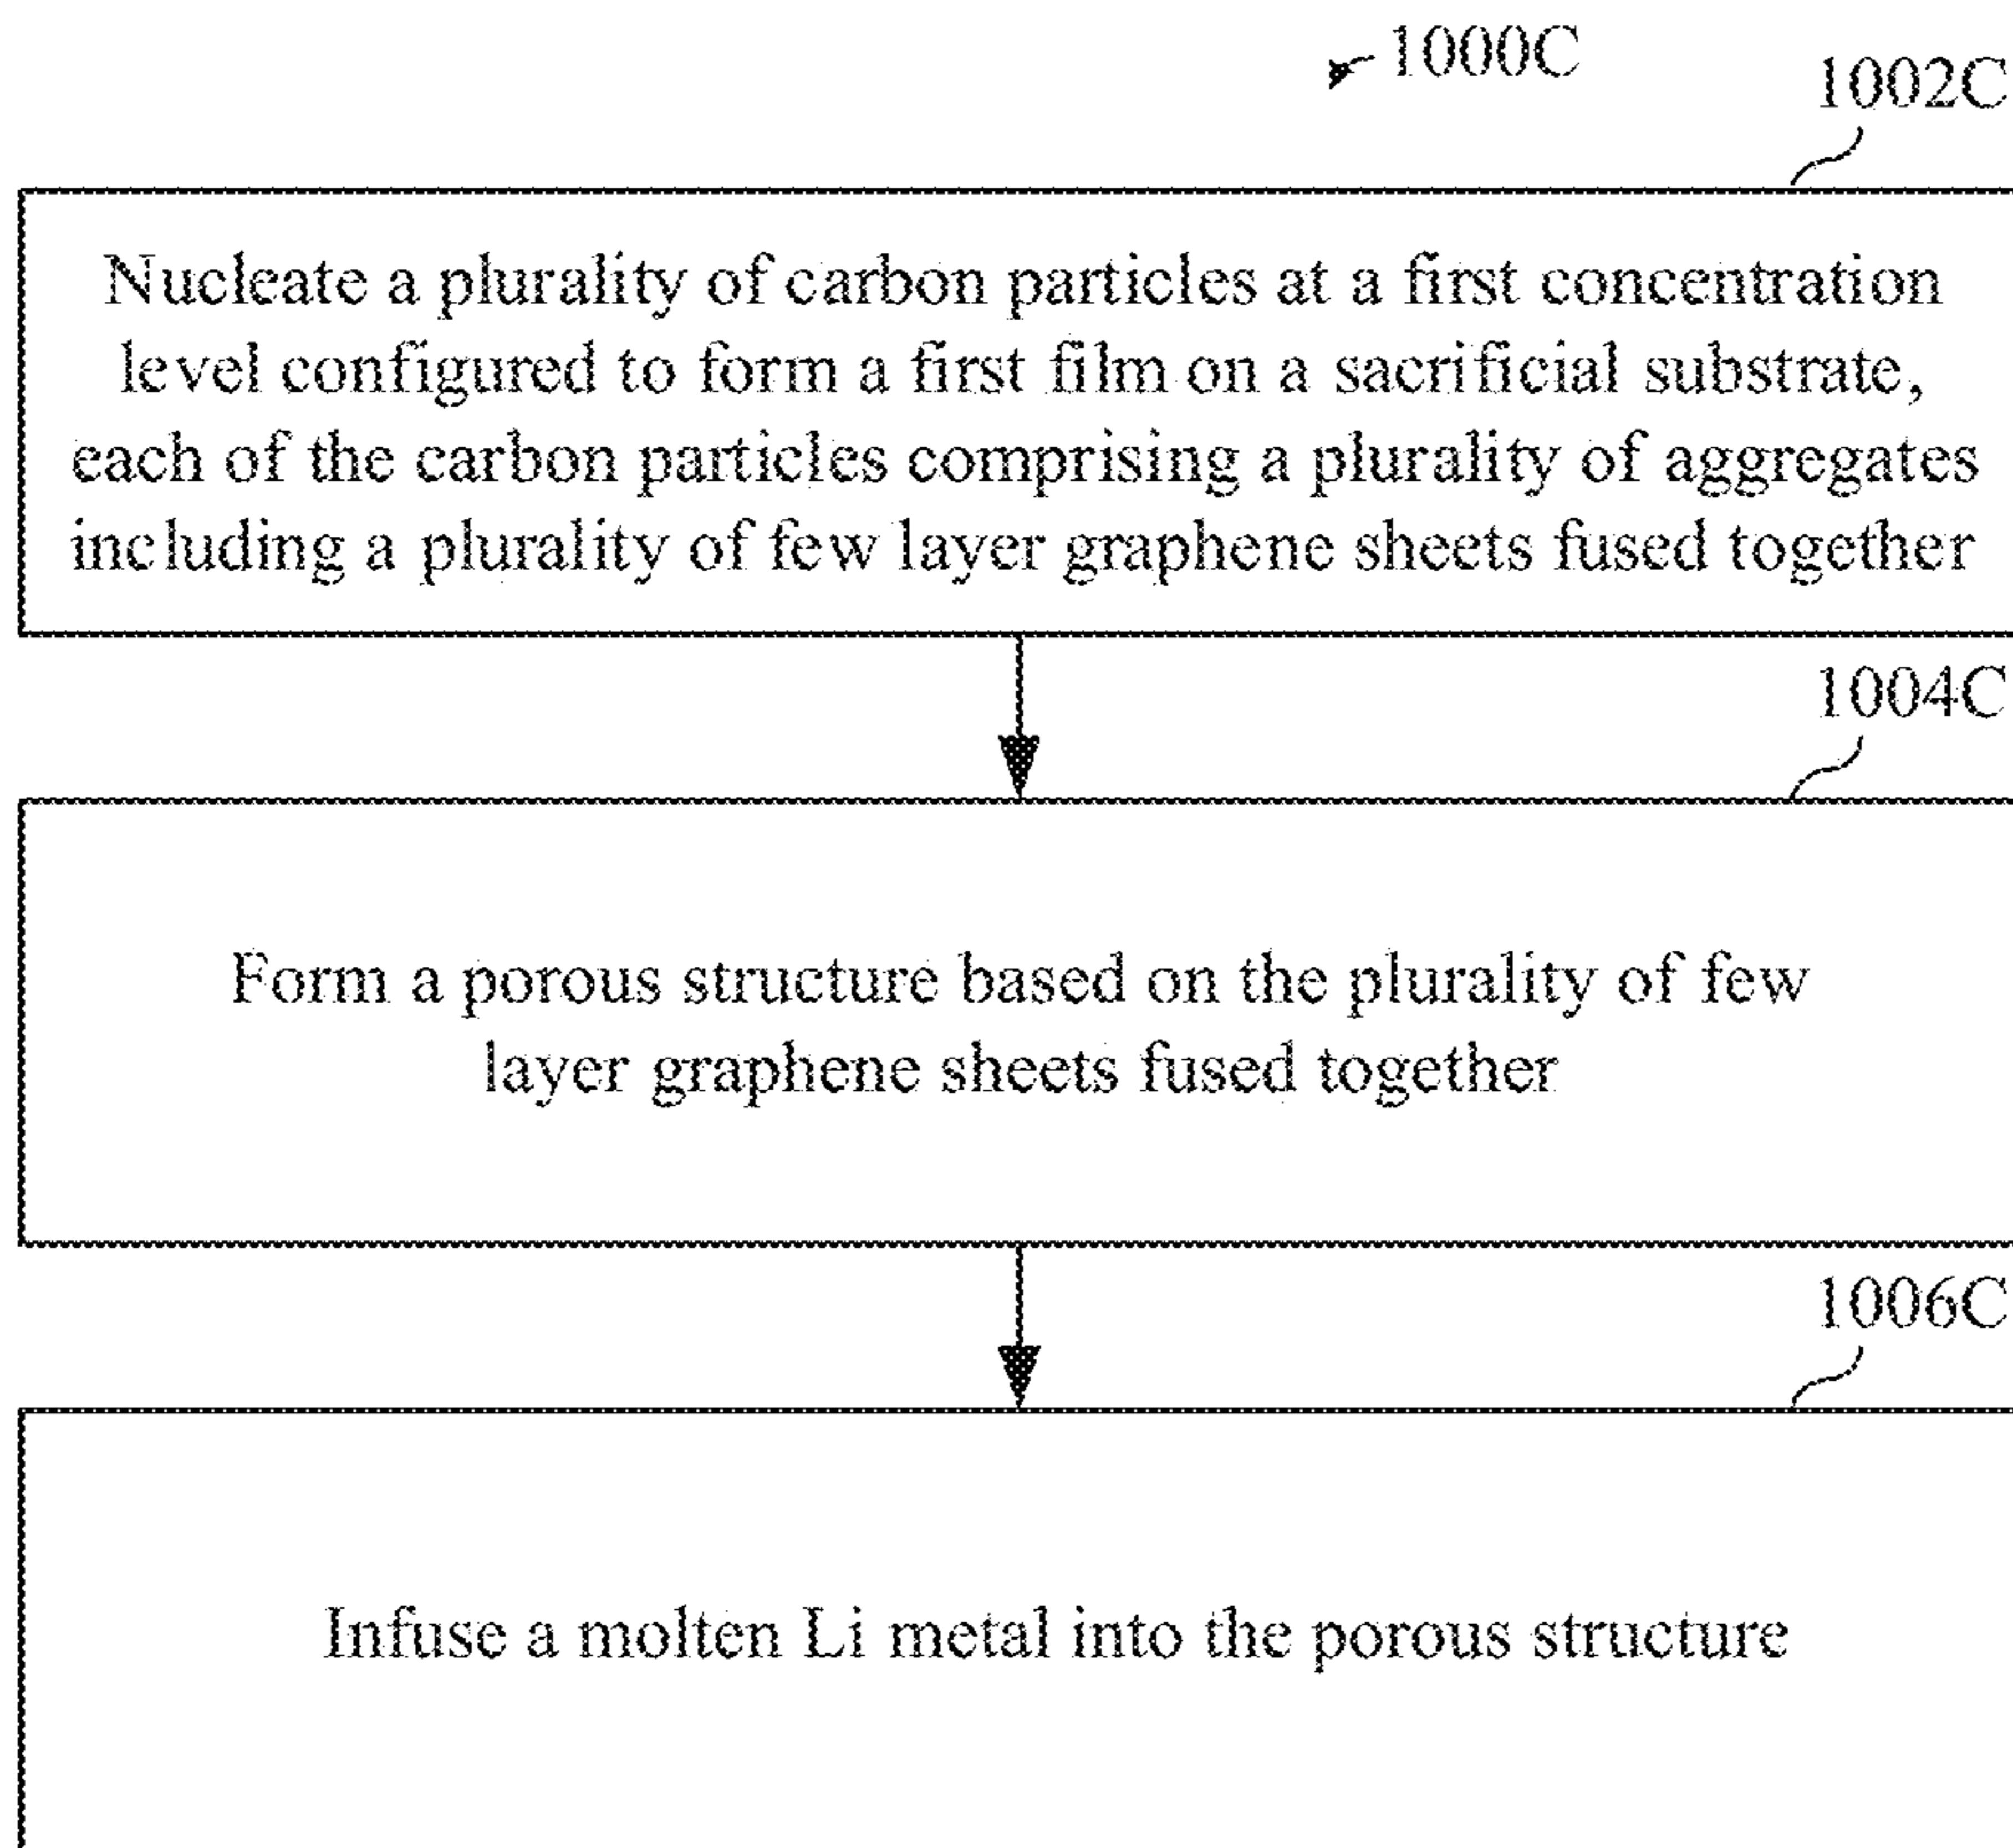 1000C
1002C
Nucleate a plurality of carbon particles at a first concentration
level configured to form a first film on a sacrificial substrate,
each of the carbon particles comprising a plurality of aggregates
including a plurality of few layer graphene sheets fused together
1004C
Form a porous structure based on the plurality of few
layer graphene sheets fused together
1006C
Infuse a molten Li metal into the porous structure